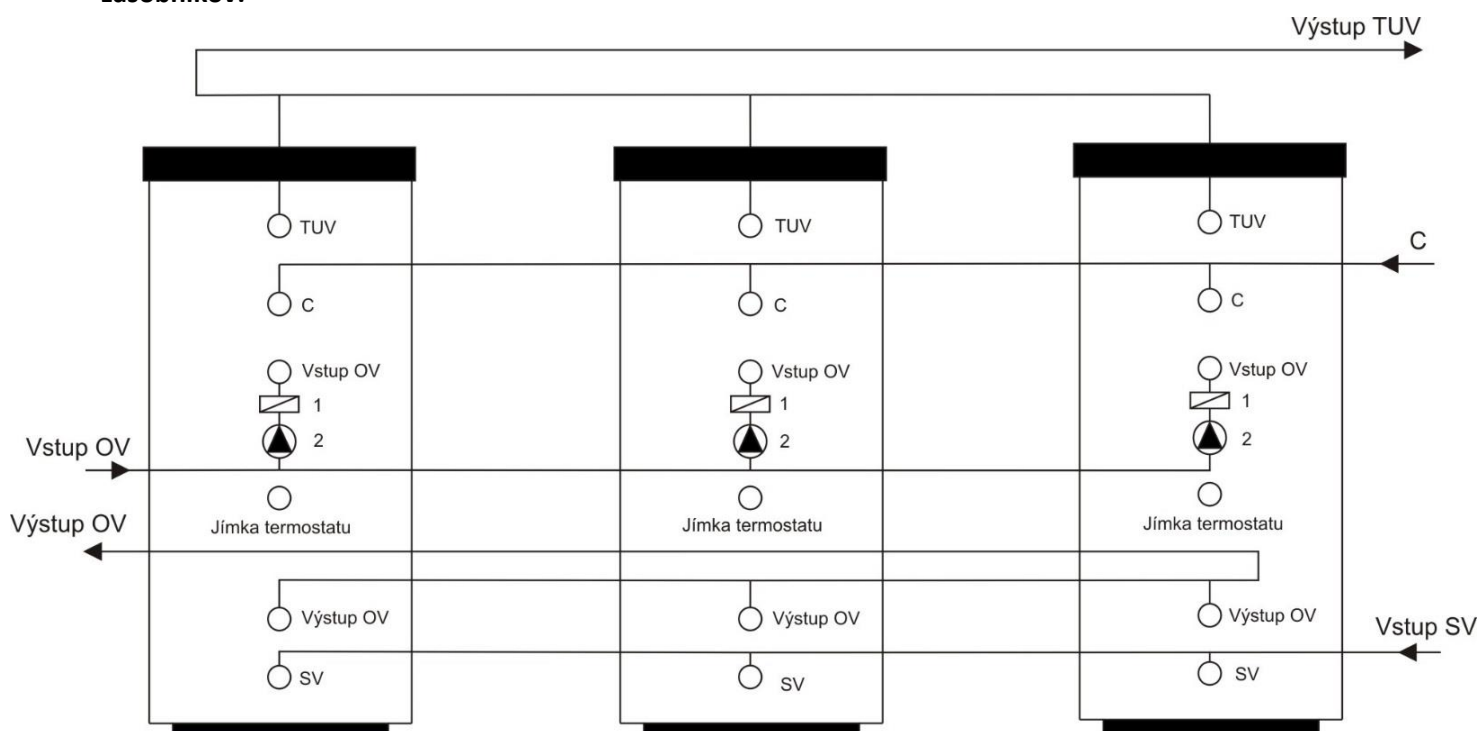 zásobníkov:
Výstup TUV
TUV
TUV
TUV
C
C
C
C
Vstup OV
Vstup OV
Vstup OV
1
1
1
2
2
2
Vstup OV
Jímka termostatu
Jímka termostatu
Jímka termostatu
Výstup OV
Výstup OV
Výstup OV
Výstup OV
Vstup SV
SV
SV
SV